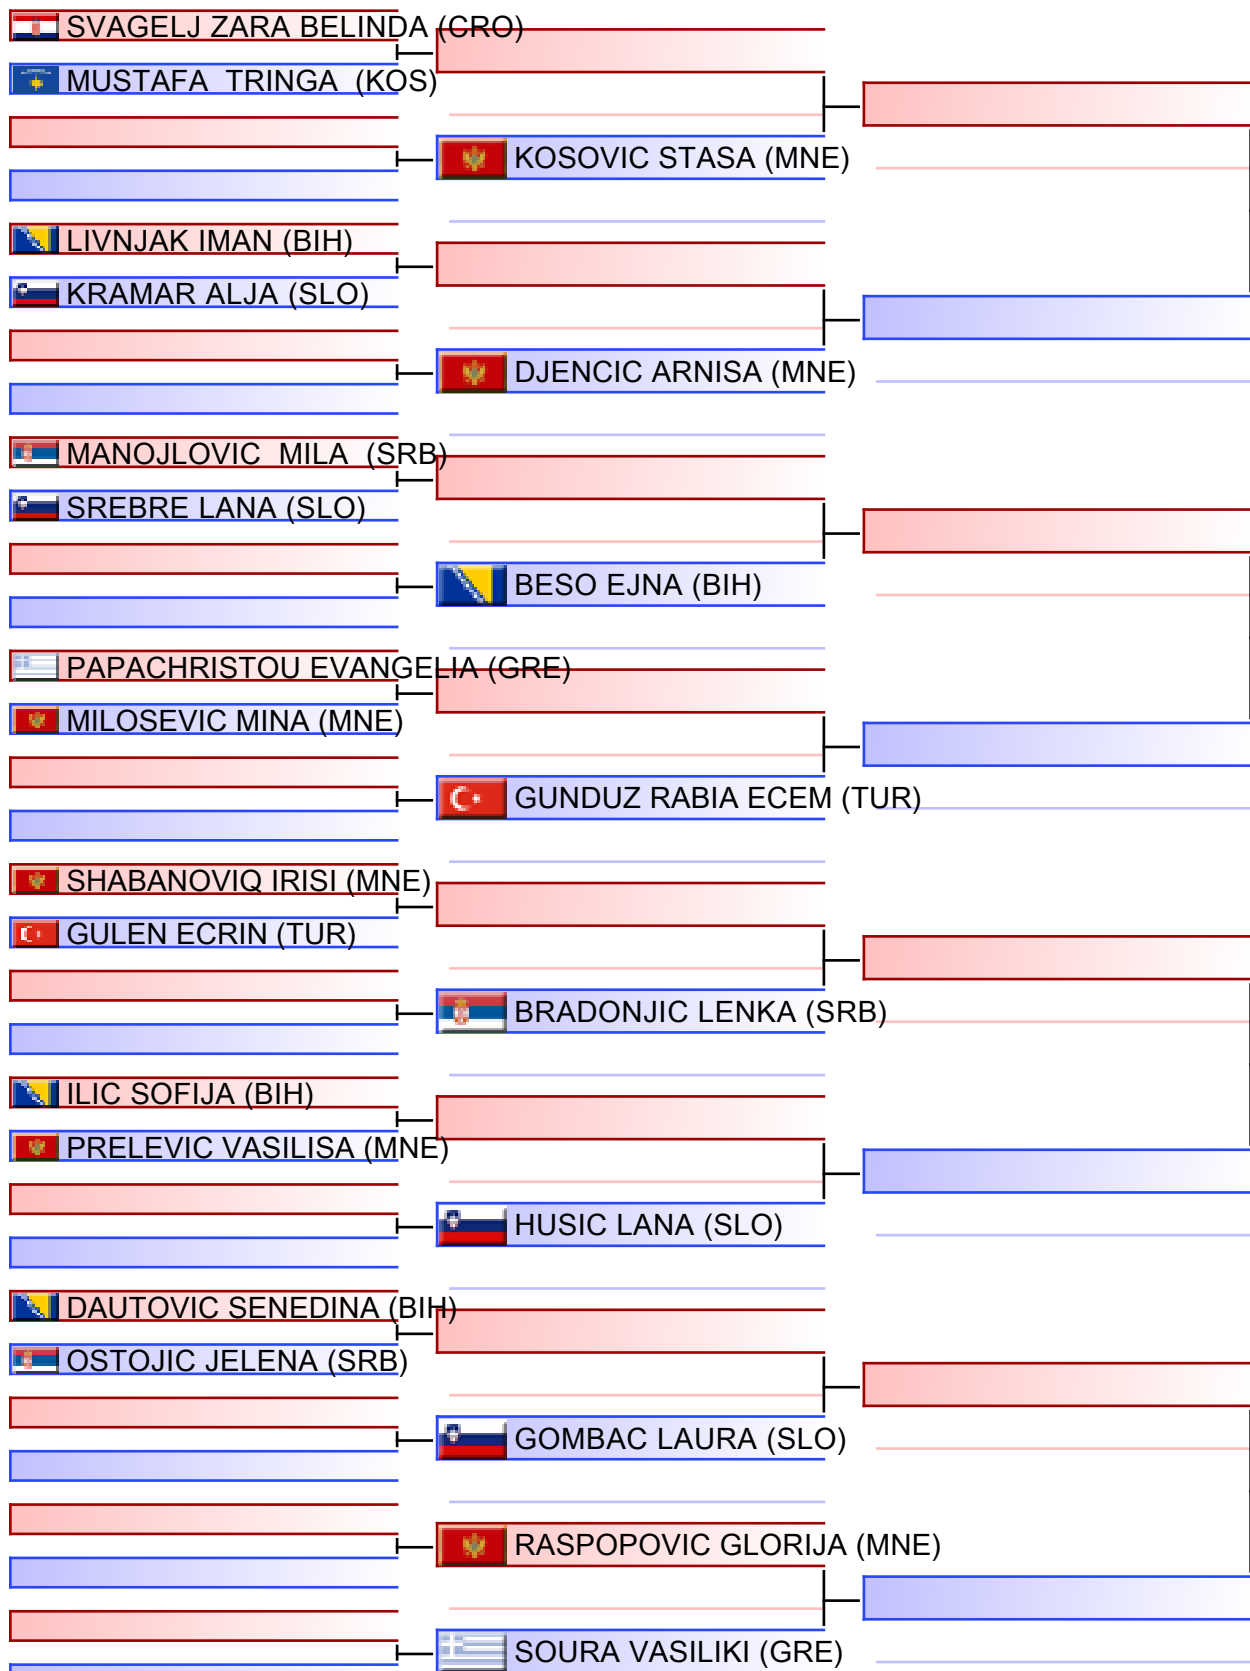 SVAGELJ ZARA BELINDA (CRO)
MUSTAFA  TRINGA  (KOS)
KOSOVIC STASA (MNE)
LIVNJAK IMAN (BIH)
KRAMAR ALJA (SLO)
DJENCIC ARNISA (MNE)
MANOJLOVIC  MILA  (SRB)
SREBRE LANA (SLO)
BESO EJNA (BIH)
PAPACHRISTOU EVANGELIA (GRE)
MILOSEVIC MINA (MNE)
GUNDUZ RABIA ECEM (TUR)
SHABANOVIQ IRISI (MNE)
GULEN ECRIN (TUR)
BRADONJIC LENKA (SRB)
ILIC SOFIJA (BIH)
PRELEVIC VASILISA (MNE)
HUSIC LANA (SLO)
DAUTOVIC SENEDINA (BIH)
OSTOJIC JELENA (SRB)
GOMBAC LAURA (SLO)
RASPOPOVIC GLORIJA (MNE)
SOURA VASILIKI (GRE)